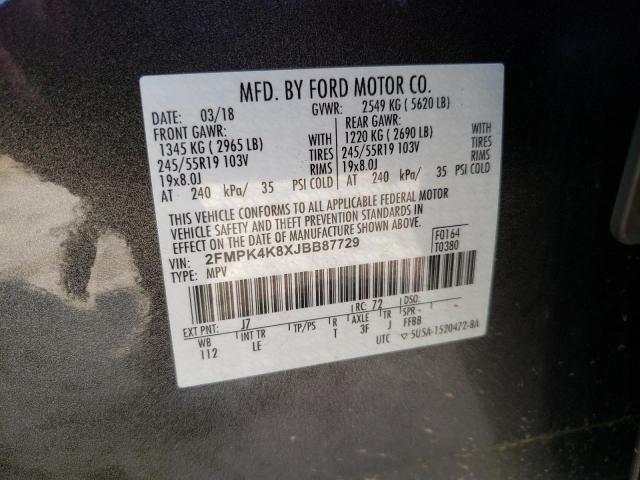 MFD. BY FORD MOTOR CO.
DATE: 03/18 GVWR: 2549 KG ( 5620 LB)
FRONT GAWR: REAR GAWR:
1345 KG ( 2965 LB) WITH 1220 KG ( 2690 LB) WITH
245/55R19 103V TIRES 245/55R19 103V TIRES
19x8.0J RIMS 19x8.0J RIMS
AT 240 kPa/ 35 PSI COLD AT 240 kPa/ 35 PSI COLD
THIS VEHICLE CONFORMS TO ALL APPLICABLE FEDERAL MOTOR
VEHICLE SAFETY AND THEFT PREVENTION STANDARDS IN
EFFECT ON THE DATE OF MANUFACTURE SHOWN ABOVE.
VIN: 2FMPK4K8XJBB87729 F0164
TYPE: MPV T0380
EXT PNT: J7 RC: 72 DSO:
WB INT TR TP/PS R AXLE TR SPR
112 LE T 3F J FFBB
UTC ▽ 5U5A-1520472-BA